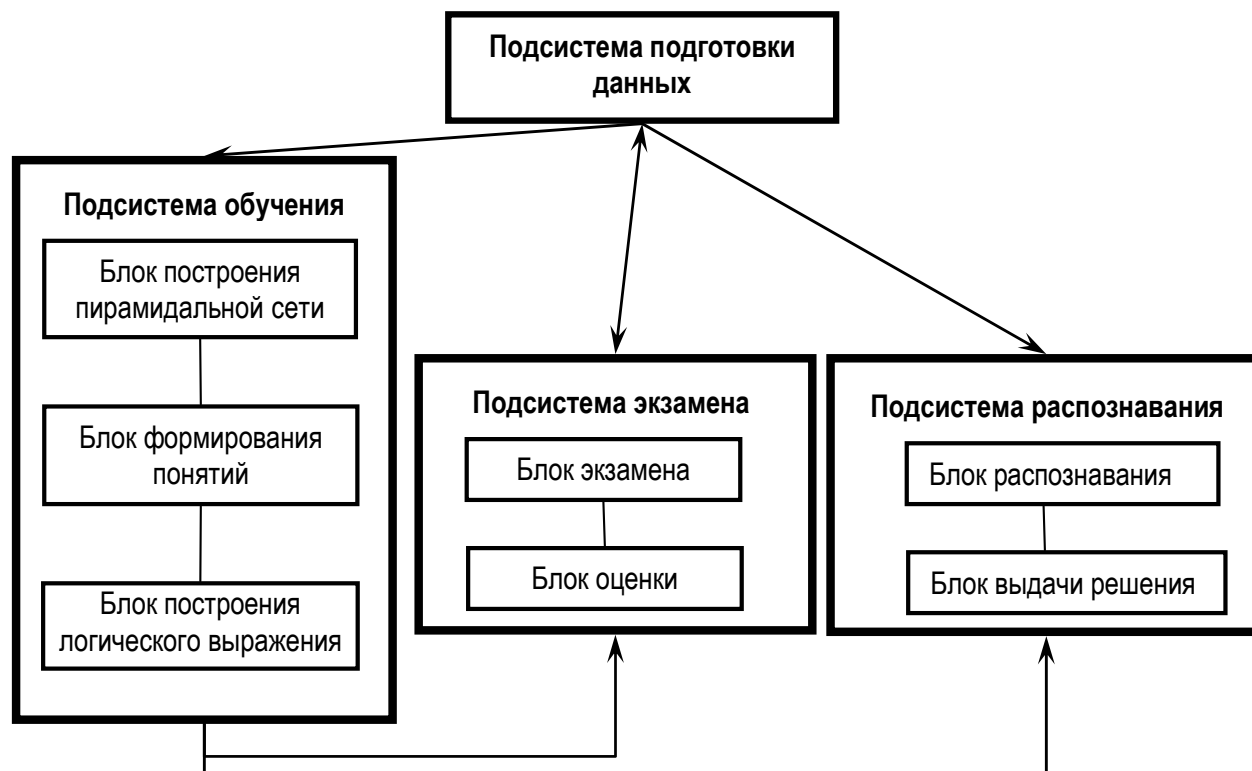 Подсистема подготовки
данных
Подсистема обучения
Блок построения
пирамидальной сети
Блок формирования
понятий
Блок построения
логического выражения
Подсистема экзамена
Блок экзамена
Блок оценки
Подсистема распознавания
Блок распознавания
Блок выдачи решения